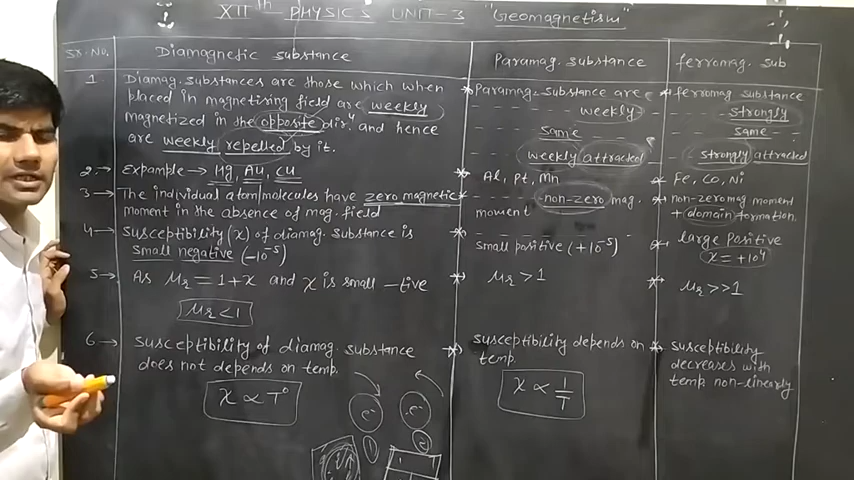 XII th PHYSICS UNIT-3 "Geomagnetism"
SR. NO.
Diamagnetic substance
Paramag. substance
ferromag. sub
1. Diamag. substances are those which when
placed in magnetising field are weekly
magnetized in the opposite dirⁿ and hence
are weekly repelled by it.
Paramag. substance are
weekly
same
weekly attracted
ferromag substance
strongly
same
strongly attracted
2 → Example → Hg, Au, Cu
Al, Pt, Mn
Fe, Co, Ni
3 → The individual atom/molecules have zero magnetic
moment in the absence of mag. field
non-zero mag.
moment
non-zero mag moment
+ domain formation.
4 → susceptibility (χ) of diamag. substance is
small negative (-10⁻⁵)
small positive (+10⁻⁵)
large positive
χ = +10⁴
5 → As μr = 1+χ and χ is small -tive
μr < 1
μr > 1
μr >> 1
6 → susceptibility of diamag. substance
does not depends on temp.
χ ∝ T⁰
susceptibility depends on
temp.
χ ∝ 1/T
susceptibility
decreases with
temp non-linearly
e⁻ e⁻
1 2